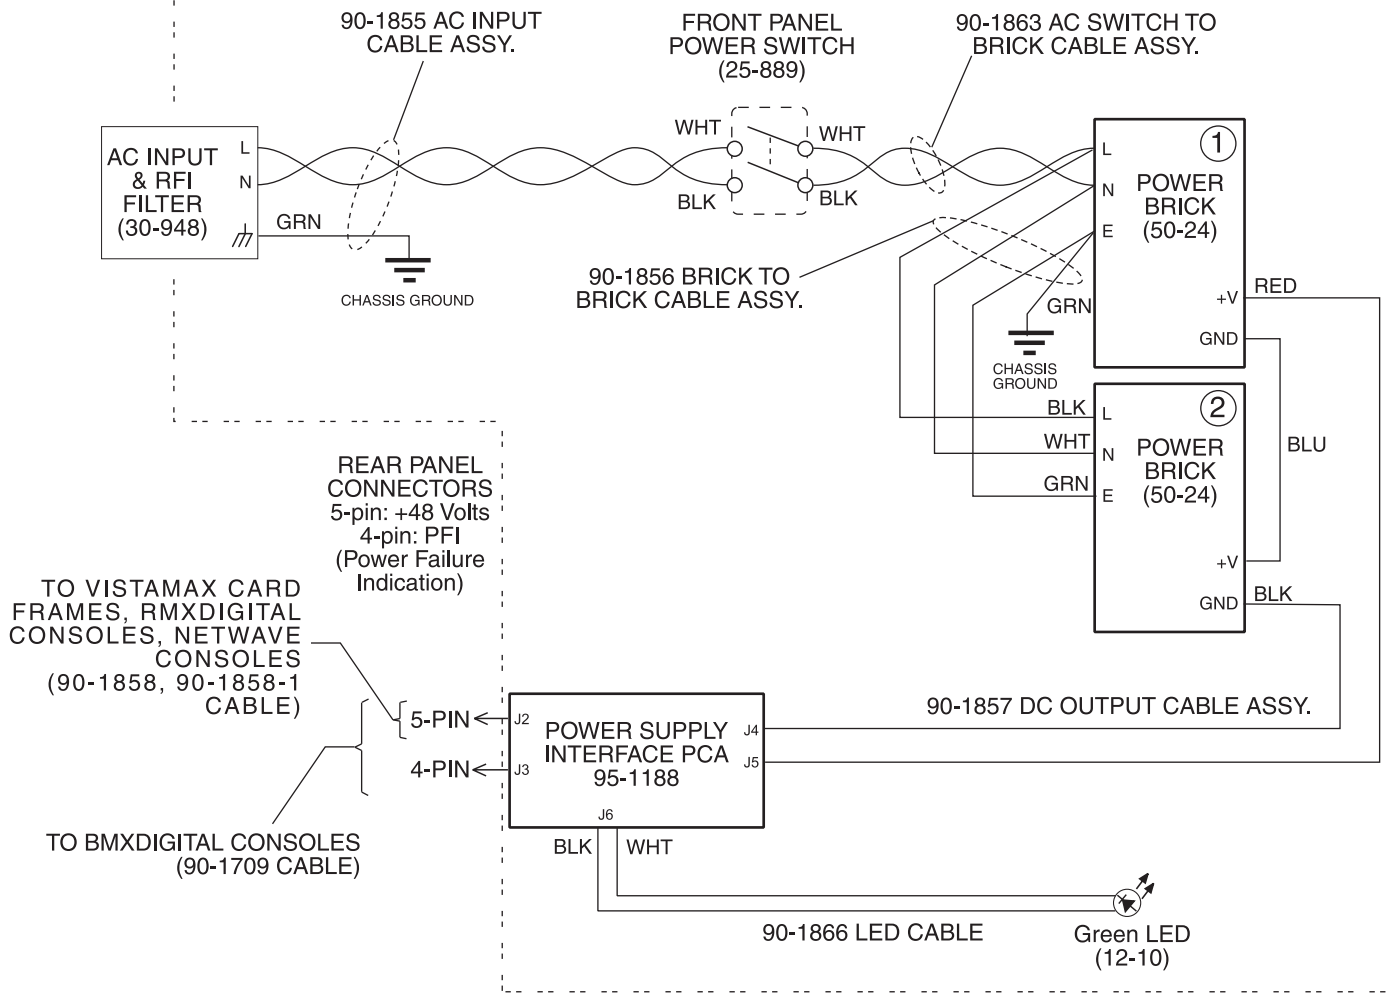 90-1855 AC INPUT
CABLE ASSY.
FRONT PANEL
POWER SWITCH
(25-889)
90-1863 AC SWITCH TO
BRICK CABLE ASSY.
AC INPUT
& RFI
FILTER
(30-948)
L
N
GRN
CHASSIS GROUND
WHT
BLK
WHT
BLK
90-1856 BRICK TO
BRICK CABLE ASSY.
GRN
CHASSIS
GROUND
L
N
E
1
POWER
BRICK
(50-24)
+V
GND
RED
BLU
BLK
WHT
GRN
L
N
E
2
POWER
BRICK
(50-24)
+V
GND
BLK
REAR PANEL
CONNECTORS
5-pin: +48 Volts
4-pin: PFI
(Power Failure
Indication)
TO VISTAMAX CARD
FRAMES, RMXDIGITAL
CONSOLES, NETWAVE
CONSOLES
(90-1858, 90-1858-1
CABLE)
5-PIN
4-PIN
TO BMXDIGITAL CONSOLES
(90-1709 CABLE)
J2
J3
POWER SUPPLY
INTERFACE PCA
95-1188
J4
J5
J6
90-1857 DC OUTPUT CABLE ASSY.
BLK
WHT
90-1866 LED CABLE
Green LED
(12-10)